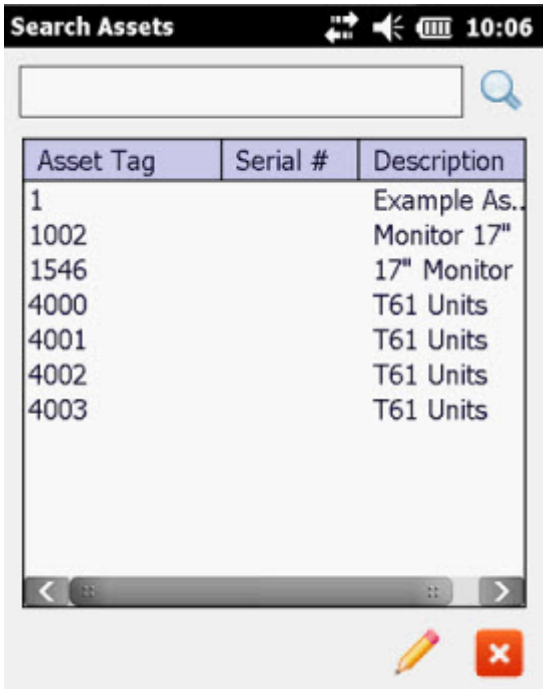 Search Assets 10:06
Asset Tag Serial # Description
1 Example As..
1002 Monitor 17"
1546 17" Monitor
4000 T61 Units
4001 T61 Units
4002 T61 Units
4003 T61 Units